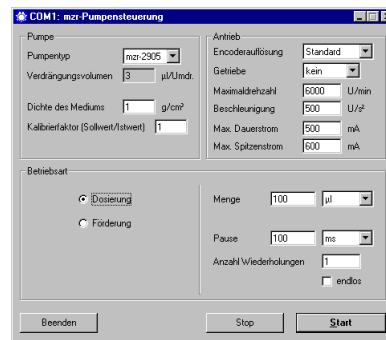 COM1: mzr-Pumpensteuerung
Pumpe
Pumpentyp mzr-2905
Verdrängungsvolumen 3 µl/Umdr.
Dichte des Mediums 1 g/cm³
Kalibrierfaktor (Sollwert/Istwert) 1
Antrieb
Encoderauflösung Standard
Getriebe kein
Maximaldrehzahl 6000 U/min
Beschleunigung 500 U/s²
Max. Dauerstrom 500 mA
Max. Spitzenstrom 600 mA
Betriebsart
Dosierung
Förderung
Menge 100 µl
Pause 100 ms
Anzahl Wiederholungen 1
endlos
Beenden Stop Start